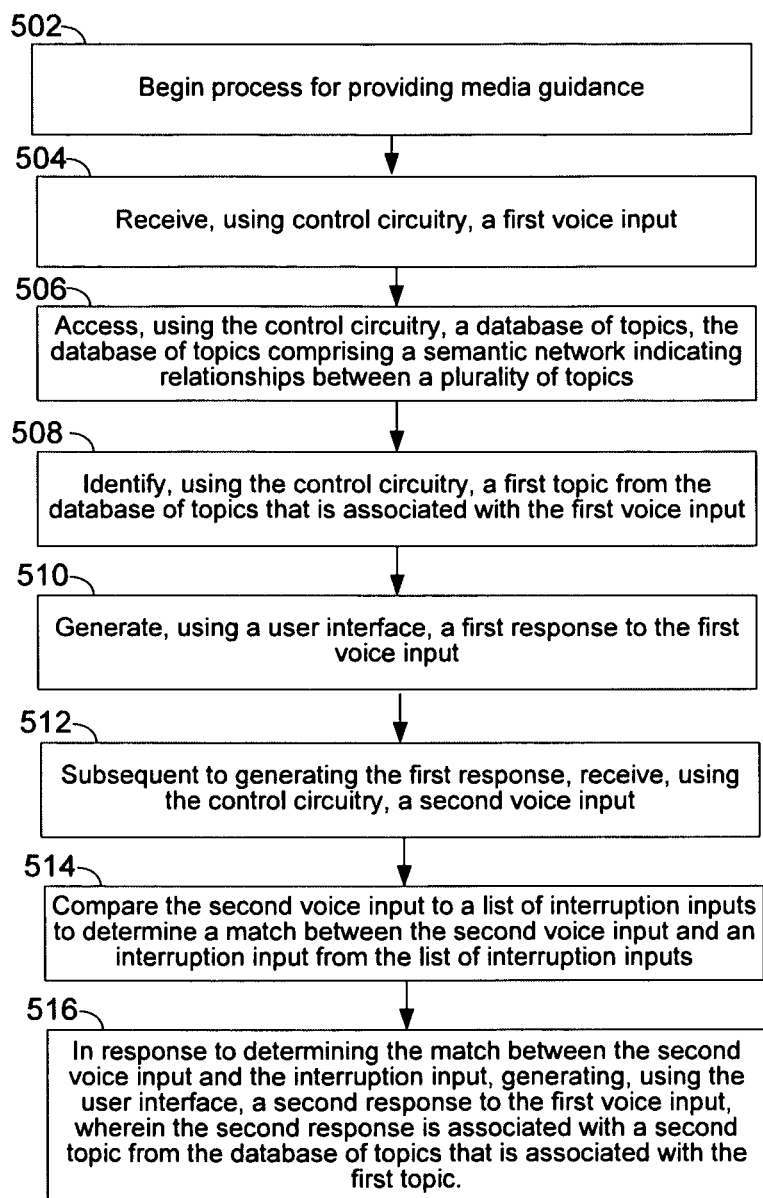 502
Begin process for providing media guidance
504
Receive, using control circuitry, a first voice input
506
Access, using the control circuitry, a database of topics, the
database of topics comprising a semantic network indicating
relationships between a plurality of topics
508
Identify, using the control circuitry, a first topic from the
database of topics that is associated with the first voice input
510
Generate, using a user interface, a first response to the first
voice input
512
Subsequent to generating the first response, receive, using
the control circuitry, a second voice input
514
Compare the second voice input to a list of interruption inputs
to determine a match between the second voice input and an
interruption input from the list of interruption inputs
516
In response to determining the match between the second
voice input and the interruption input, generating, using the
user interface, a second response to the first voice input,
wherein the second response is associated with a second
topic from the database of topics that is associated with the
first topic.